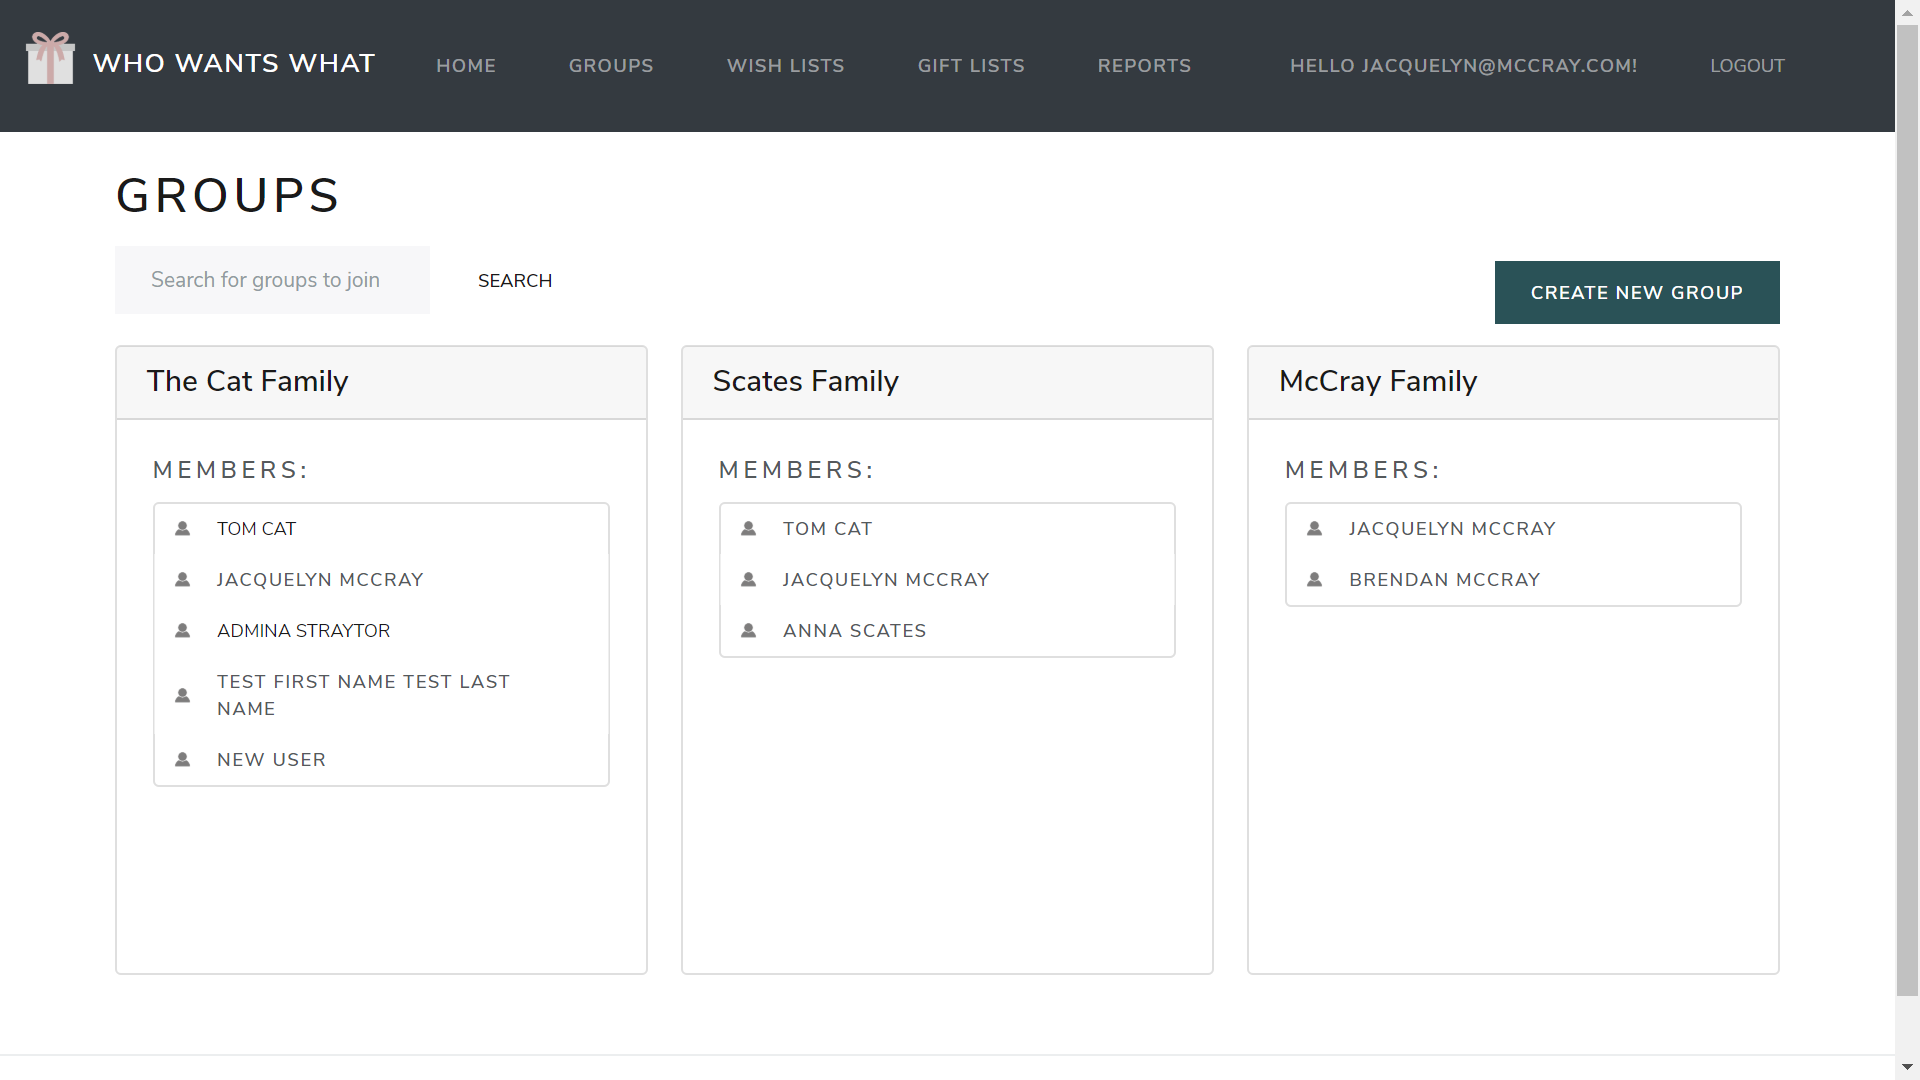 WHO WANTS WHAT
HOME
GROUPS
WISH LISTS
GIFT LISTS
REPORTS
HELLO JACQUELYN@MCCRAY.COM!
LOGOUT
GROUPS
Search for groups to join
SEARCH
CREATE NEW GROUP
The Cat Family
MEMBERS:
TOM CAT
JACQUELYN MCCRAY
ADMINA STRAYTOR
TEST FIRST NAME TEST LAST
NAME
NEW USER
Scates Family
MEMBERS:
TOM CAT
JACQUELYN MCCRAY
ANNA SCATES
McCray Family
MEMBERS:
JACQUELYN MCCRAY
BRENDAN MCCRAY